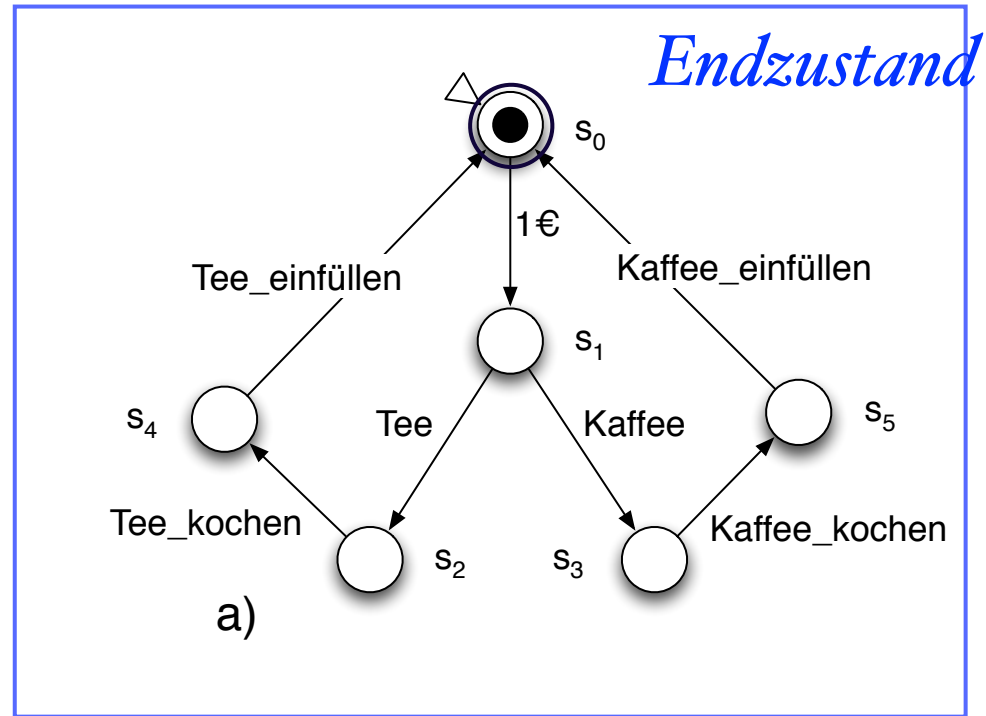 Endzustand
s₀
1€
Tee_einfüllen
Kaffee_einfüllen
s₁
s₄
Tee
Kaffee
s₅
Tee_kochen
Kaffee_kochen
s₂
s₃
a)